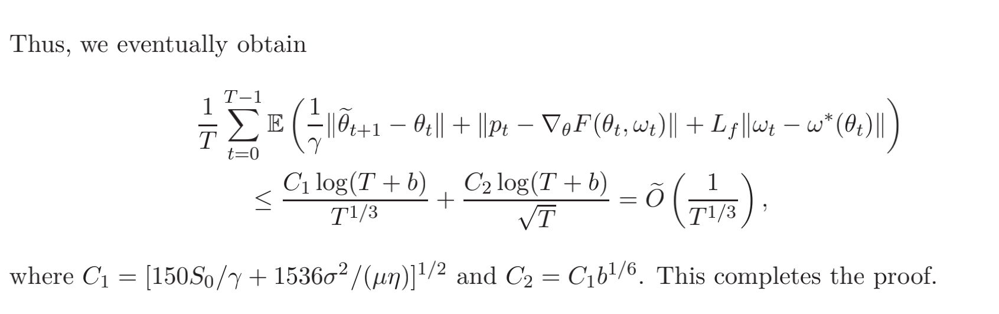 Thus, we eventually obtain
\frac{1}{T} \sum_{t=0}^{T-1} \mathbb{E} \left( \frac{1}{\gamma} \|\widetilde{\theta}_{t+1} - \theta_t\| + \|p_t - \nabla_\theta F(\theta_t, \omega_t)\| + L_f \|\omega_t - \omega^*(\theta_t)\| \right)
\leq \frac{C_1 \log(T + b)}{T^{1/3}} + \frac{C_2 \log(T + b)}{\sqrt{T}} = \widetilde{O} \left( \frac{1}{T^{1/3}} \right),
where C_1 = [150S_0/\gamma + 1536\sigma^2/(\mu\eta)]^{1/2} and C_2 = C_1 b^{1/6}. This completes the proof.